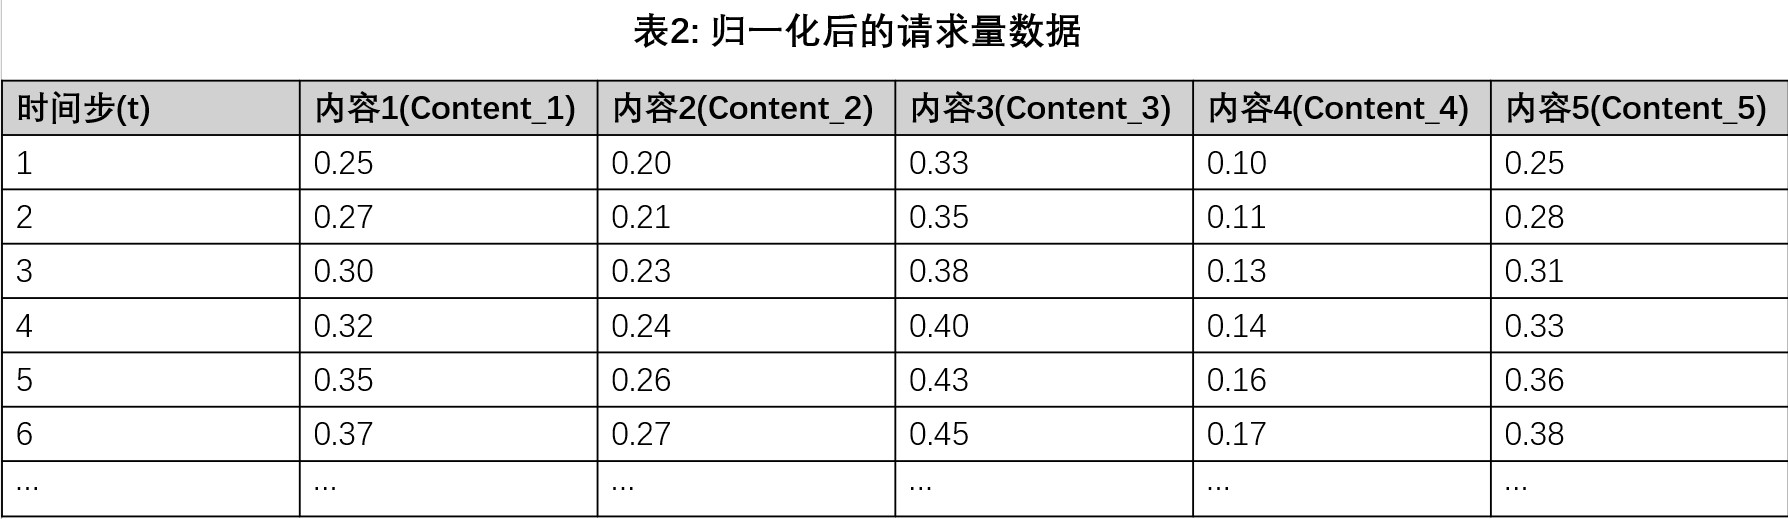 表2: 归一化后的请求量数据
时间步(t) 内容1(Content_1) 内容2(Content_2) 内容3(Content_3) 内容4(Content_4) 内容5(Content_5)
1 0.25 0.20 0.33 0.10 0.25
2 0.27 0.21 0.35 0.11 0.28
3 0.30 0.23 0.38 0.13 0.31
4 0.32 0.24 0.40 0.14 0.33
5 0.35 0.26 0.43 0.16 0.36
6 0.37 0.27 0.45 0.17 0.38
... ... ... ... ... ...